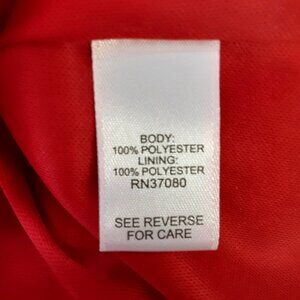 BODY:
100% POLYESTER
LINING:
100% POLYESTER
RN37080
SEE REVERSE
FOR CARE